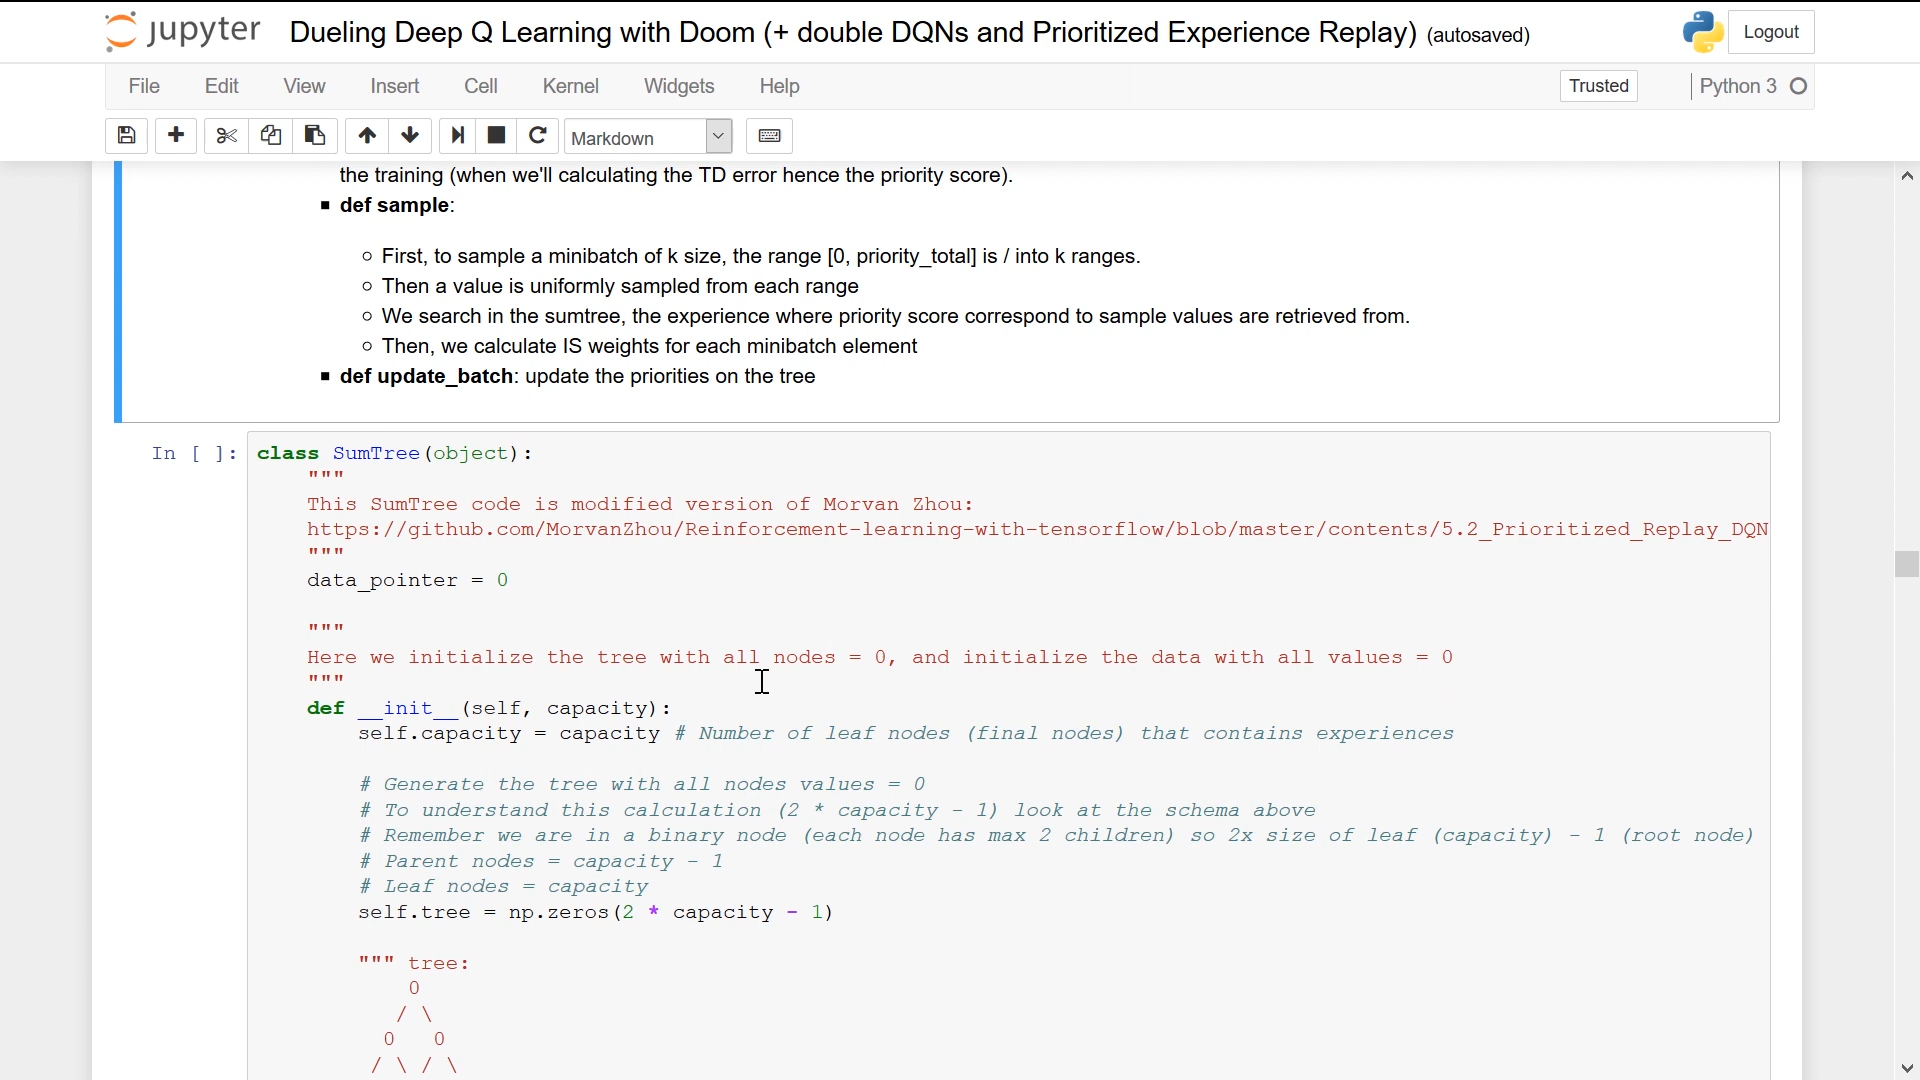 jupyter Dueling Deep Q Learning with Doom (+ double DQNs and Prioritized Experience Replay) (autosaved) Logout
File Edit View Insert Cell Kernel Widgets Help Trusted Python 3
Markdown
the training (when we'll calculating the TD error hence the priority score).
def sample:
First, to sample a minibatch of k size, the range [0, priority_total] is / into k ranges.
Then a value is uniformly sampled from each range
We search in the sumtree, the experience where priority score correspond to sample values are retrieved from.
Then, we calculate IS weights for each minibatch element
def update_batch: update the priorities on the tree
In [ ]: class SumTree(object):
"""
This SumTree code is modified version of Morvan Zhou:
https://github.com/MorvanZhou/Reinforcement-learning-with-tensorflow/blob/master/contents/5.2_Prioritized_Replay_DQN
"""
data_pointer = 0
"""
Here we initialize the tree with all nodes = 0, and initialize the data with all values = 0
"""
def __init__(self, capacity):
self.capacity = capacity # Number of leaf nodes (final nodes) that contains experiences
# Generate the tree with all nodes values = 0
# To understand this calculation (2 * capacity - 1) look at the schema above
# Remember we are in a binary node (each node has max 2 children) so 2x size of leaf (capacity) - 1 (root node)
# Parent nodes = capacity - 1
# Leaf nodes = capacity
self.tree = np.zeros(2 * capacity - 1)
""" tree:
0
/ \
0 0
/ \ / \